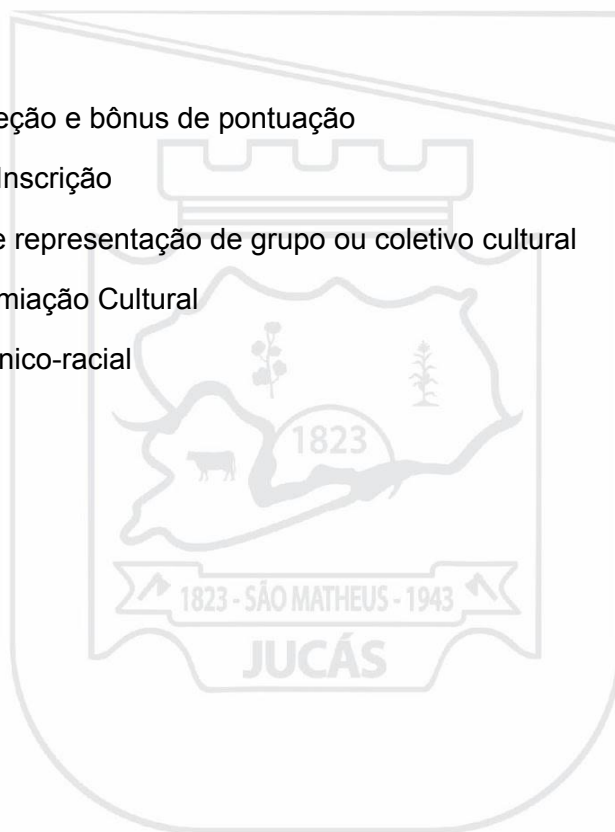 eção e bônus de pontuação
Inscrição
e representação de grupo ou coletivo cultural
miação Cultural
nico-racial
1823
1823 - SÃO MATHEUS - 1943
JUCÁS